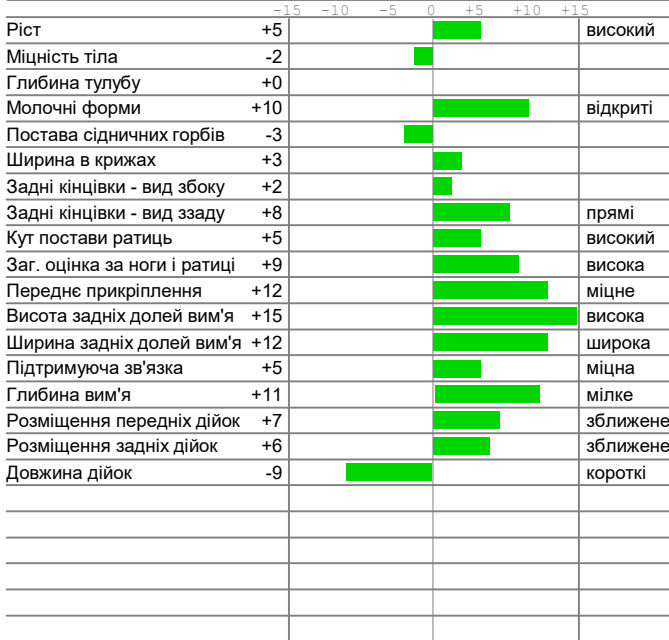 -15 -10 -5 0 +5 +10 +15
Ріст +5 високий
Міцність тіла -2
Глибина тулубу +0
Молочні форми +10 відкриті
Постава сідничних горбів -3
Ширина в крижах +3
Задні кінцівки - вид збоку +2
Задні кінцівки - вид ззаду +8 прямі
Кут постави ратиць +5 високий
Заг. оцінка за ноги і ратиці +9 висока
Переднє прикріплення +12 міцне
Висота задніх долей вим'я +15 висока
Ширина задніх долей вим'я +12 широка
Підтримуюча зв'язка +5 міцна
Глибина вим'я +11 мілке
Розміщення передніх дійок +7 зближене
Розміщення задніх дійок +6 зближене
Довжина дійок -9 короткі